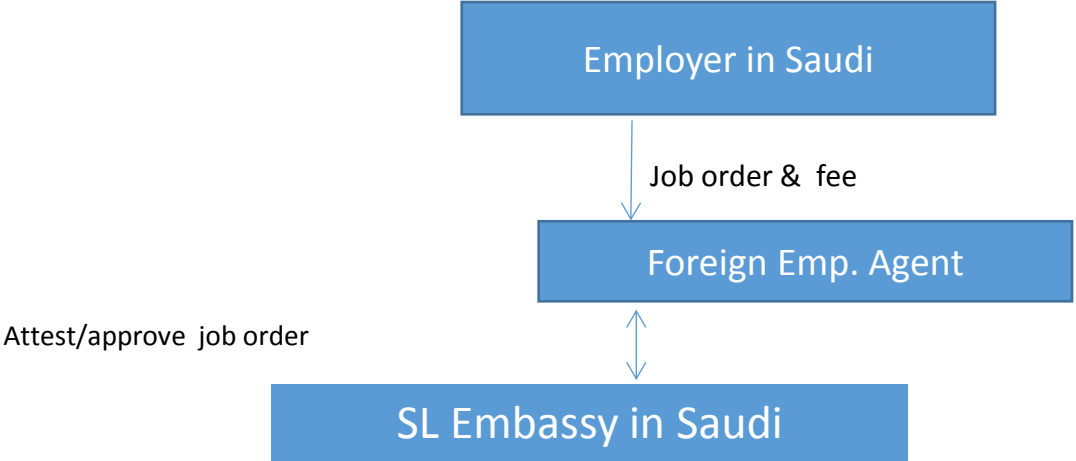 Employer in Saudi
Job order & fee
Foreign Emp. Agent
Attest/approve job order
SL Embassy in Saudi